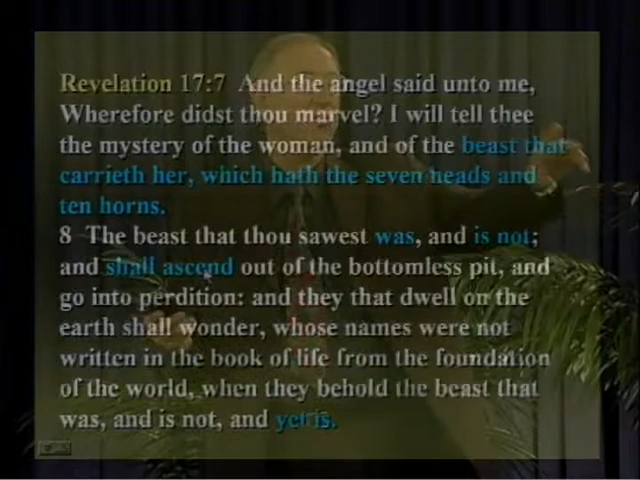 Revelation 17:7 And the angel said unto me,
Wherefore didst thou marvel? I will tell thee
the mystery of the woman, and of the beast that
carrieth her, which hath the seven heads and
ten horns.
8 The beast that thou sawest was, and is not;
and shall ascend out of the bottomless pit, and
go into perdition: and they that dwell on the
earth shall wonder, whose names were not
written in the book of life from the foundation
of the world, when they behold the beast that
was, and is not, and yet is.